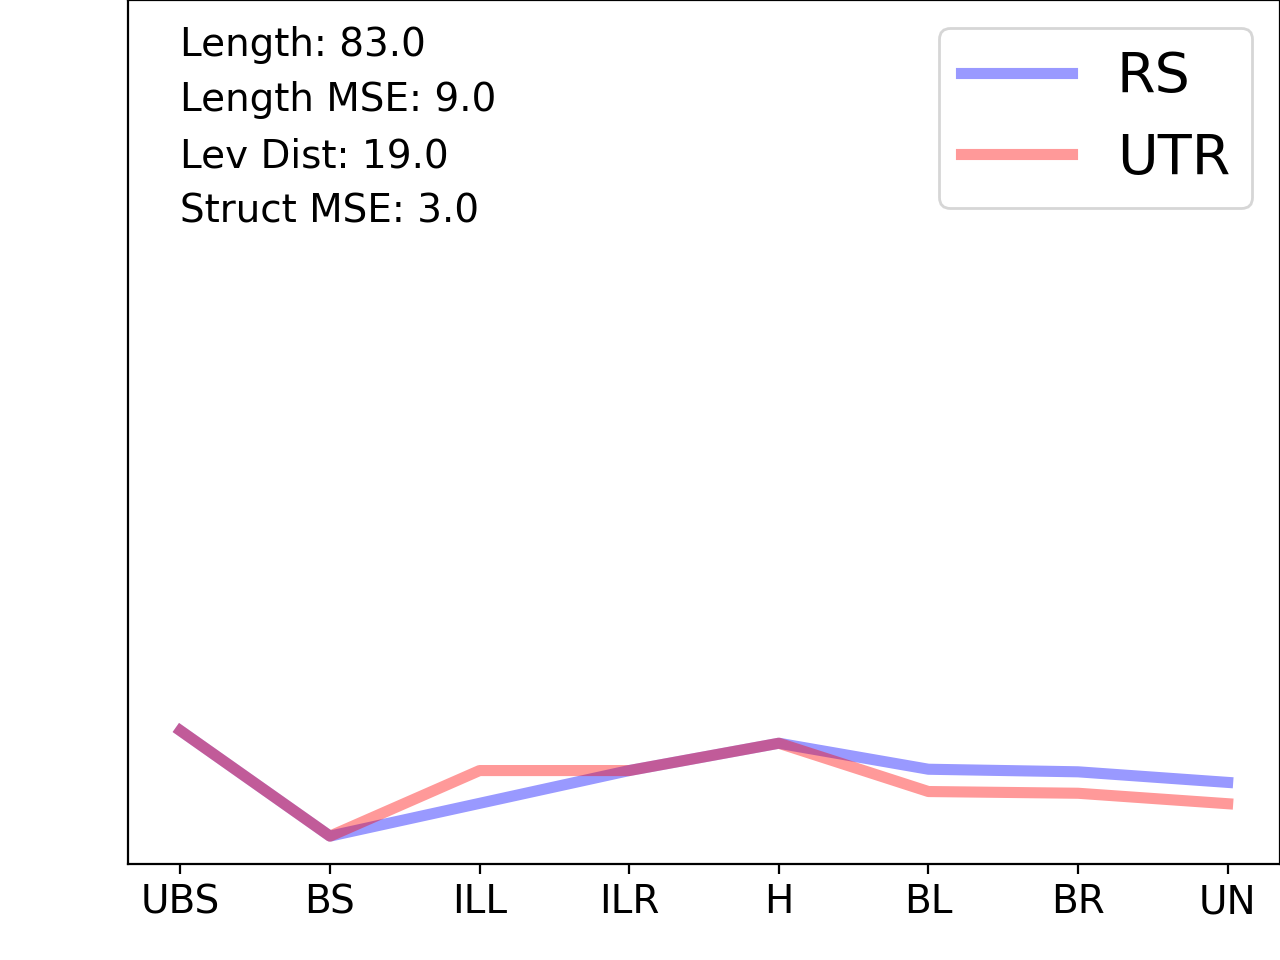 Length: 83.0
Length MSE: 9.0
Lev Dist: 19.0
Struct MSE: 3.0
RS
UTR
UBS BS ILL ILR H BL BR UN